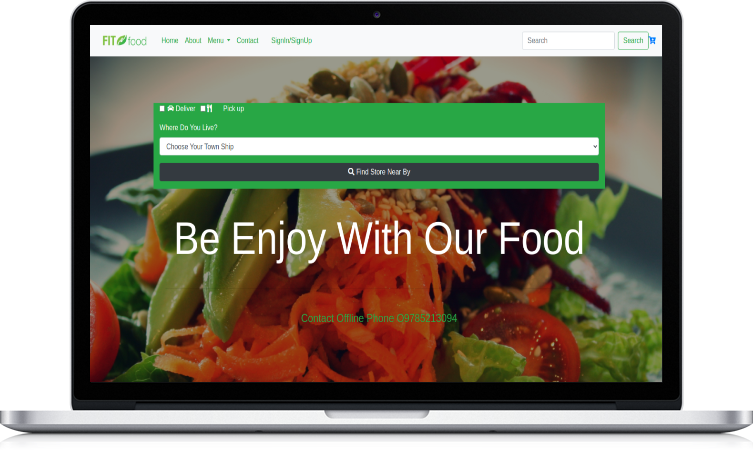 FIT food Home About Menu Contact SignIn/SignUp Search Search
Deliver Pick up
Where Do You Live?
Choose Your Town Ship
Find Store Near By
Be Enjoy With Our Food
Contact Offline Phone O9785213094